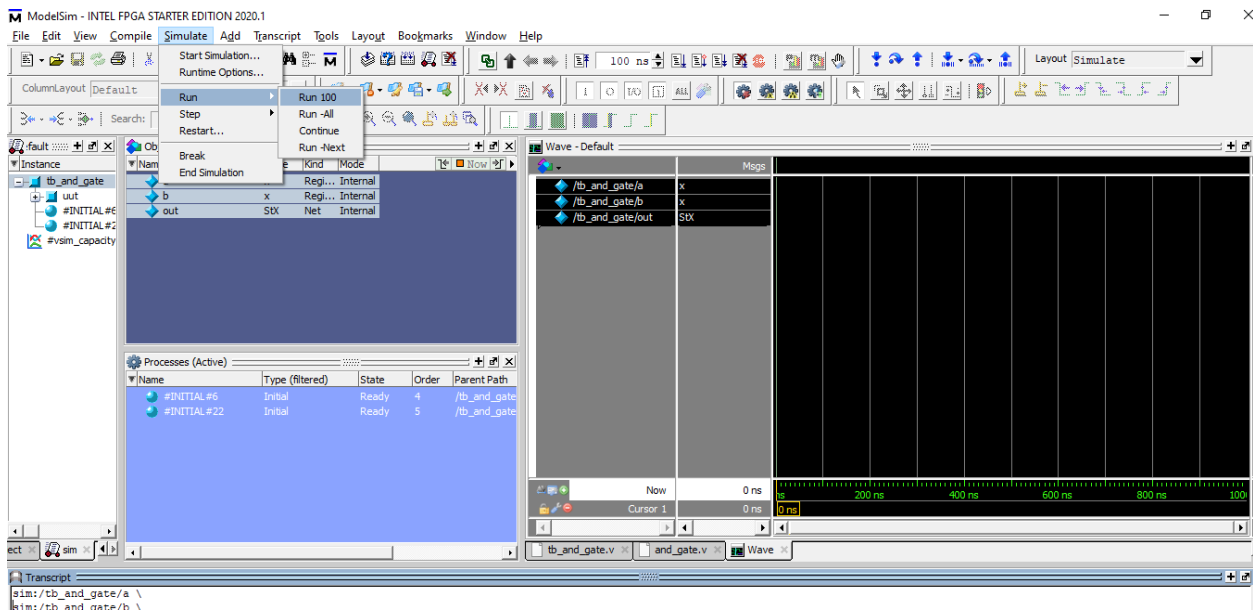 ModelSim - INTEL FPGA STARTER EDITION 2020.1
File Edit View Compile Simulate Add Transcript Tools Layout Bookmarks Window Help
Start Simulation...
Runtime Options...
Run
Step
Restart...
Break
End Simulation
Run 100
Run -All
Continue
Run -Next
100 ns
Layout Simulate
ColumnLayout Default
Search:
fault
Instance
tb_and_gate
uut
#INITIAL#6
#INITIAL#2
#vsim_capacity
Ob
Nam
Kind Mode
Now
x Regi... Internal
b x Regi... Internal
out StX Net Internal
Processes (Active)
Name Type (filtered) State Order Parent Path
#INITIAL#6 Initial Ready 4 /tb_and_gate
#INITIAL#22 Initial Ready 5 /tb_and_gate
Wave - Default
Msgs
/tb_and_gate/a x
/tb_and_gate/b x
/tb_and_gate/out StX
Now 0 ns
Cursor 1 0 ns
ns 200 ns 400 ns 600 ns 800 ns 100
0 ns
ect sim
tb_and_gate.v and_gate.v Wave
Transcript
sim:/tb_and_gate/a \
sim:/tb_and_gate/b \